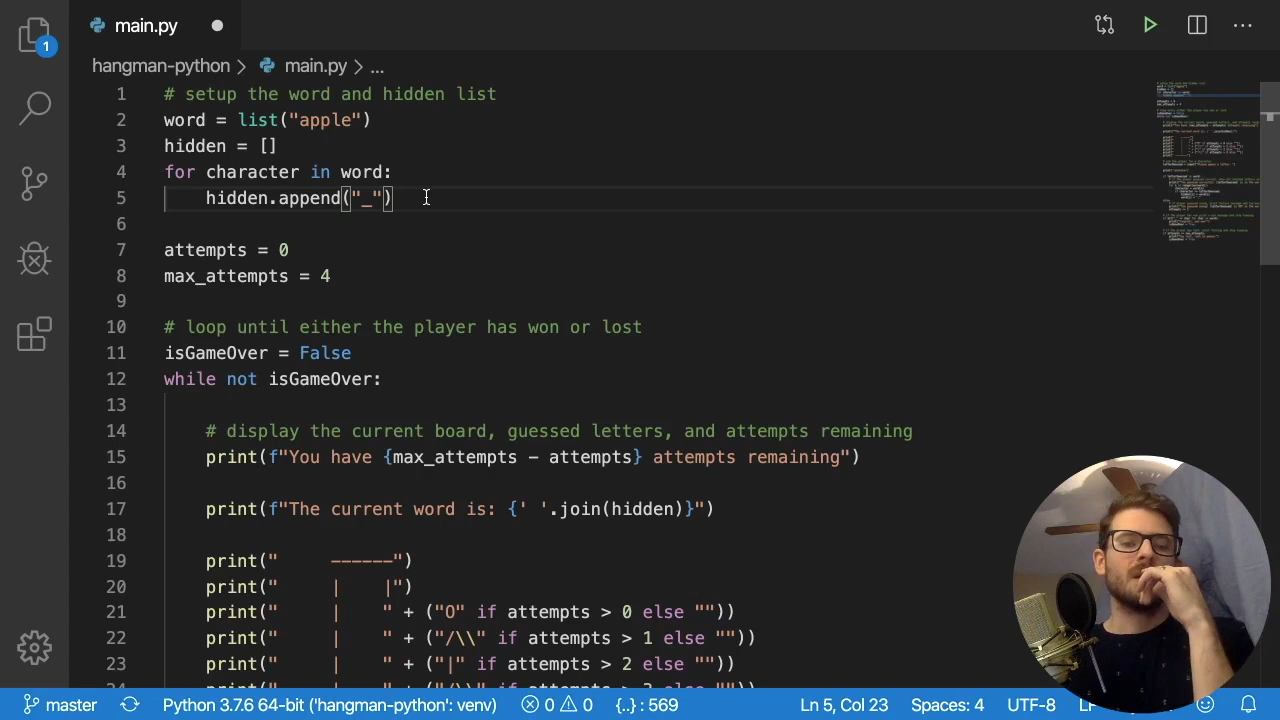 main.py
1
hangman-python > main.py > ...
1 # setup the word and hidden list
2 word = list("apple")
3 hidden = []
4 for character in word:
5 hidden.append("_")
6
7 attempts = 0
8 max_attempts = 4
9
10 # loop until either the player has won or lost
11 isGameOver = False
12 while not isGameOver:
13
14 # display the current board, guessed letters, and attempts remaining
15 print(f"You have {max_attempts - attempts} attempts remaining")
16
17 print(f"The current word is: {' '.join(hidden)}")
18
19 print("     ——————")
20 print("     |    |")
21 print("     |    " + ("O" if attempts > 0 else ""))
22 print("     |    " + ("/\\" if attempts > 1 else ""))
23 print("     |    " + ("|" if attempts > 2 else ""))
master Python 3.7.6 64-bit ('hangman-python': venv) 0 0 {..} : 569 Ln 5, Col 23 Spaces: 4 UTF-8